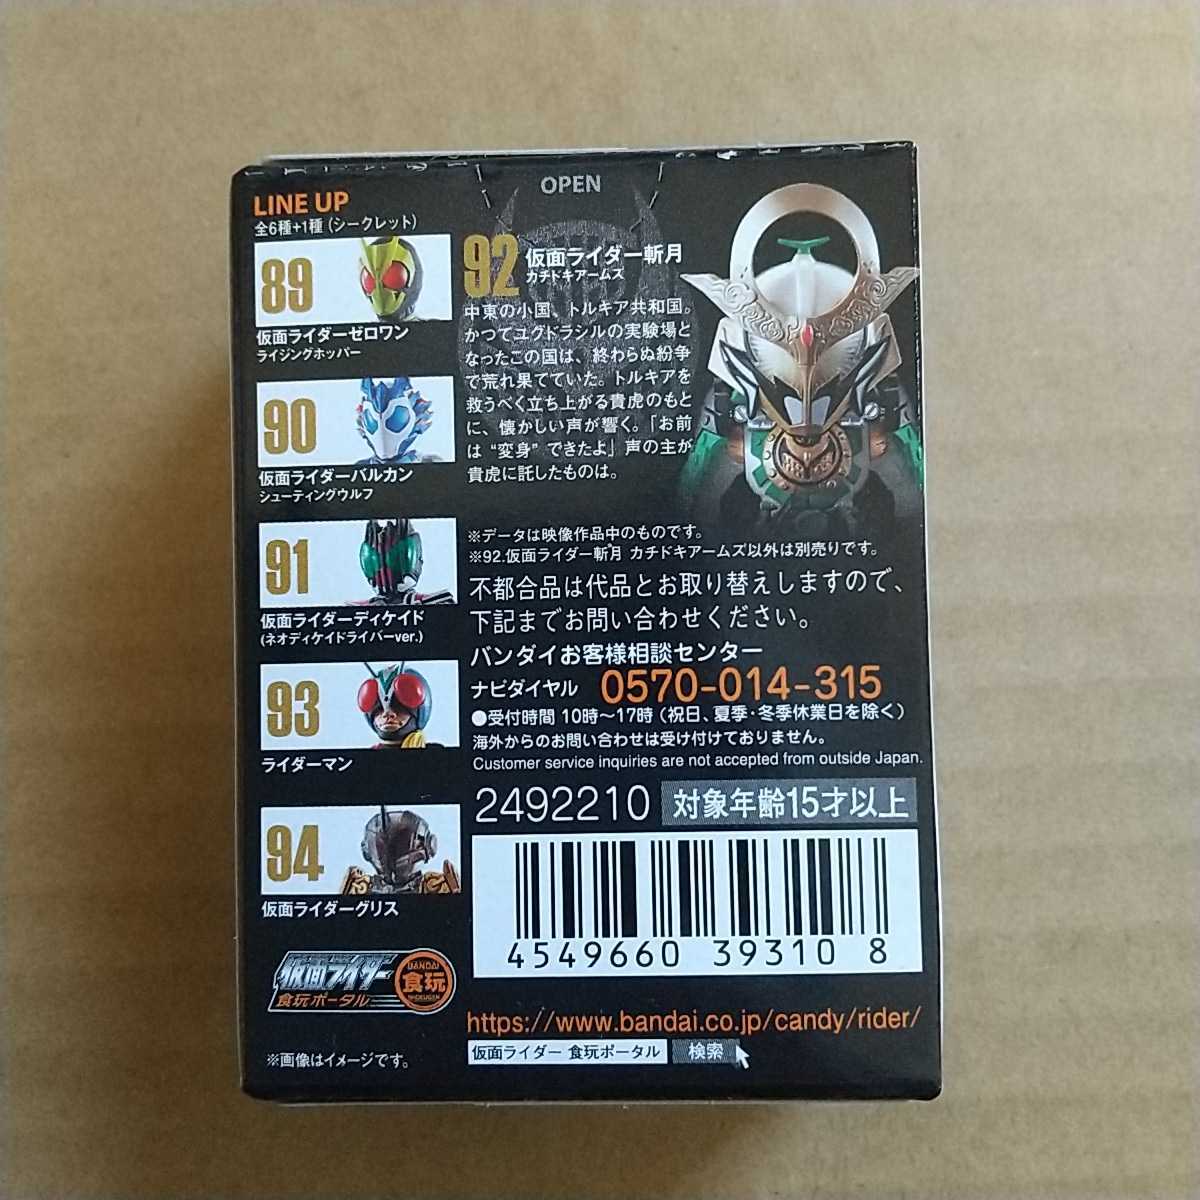 LINE UP
全6種+1種(シークレット)
89
仮面ライダーゼロワン
ライジングホッパー
90
仮面ライダーバルカン
シューティングウルフ
91
仮面ライダーディケイド
(ネオディケイドライバーver.)
93
ライダーマン
94
仮面ライダーグリス
仮面ライダー
食玩ポータル
BANDAI
食玩
SHOKUGAN
※画像はイメージです。
OPEN
92 仮面ライダー斬月
カチドキアームズ
中東の小国、トルキア共和国。
かつてユグドラシルの実験場と
なったこの国は、終わらぬ紛争
で荒れ果てていた。トルキアを
救うべく立ち上がる貴虎のもと
に、懐かしい声が響く。「お前
は“変身”できたよ」声の主が
貴虎に託したものは。
※データは映像作品中のものです。
※92.仮面ライダー斬月 カチドキアームズ以外は別売りです。
不都合品は代品とお取り替えしますので、
下記までお問い合わせください。
バンダイお客様相談センター
ナビダイヤル 0570-014-315
●受付時間 10時〜17時(祝日、夏季・冬季休業日を除く)
海外からのお問い合わせは受け付けておりません。
Customer service inquiries are not accepted from outside Japan.
2492210 対象年齢15才以上
4549660 39310 8
https://www.bandai.co.jp/candy/rider/
仮面ライダー 食玩ポータル 検索